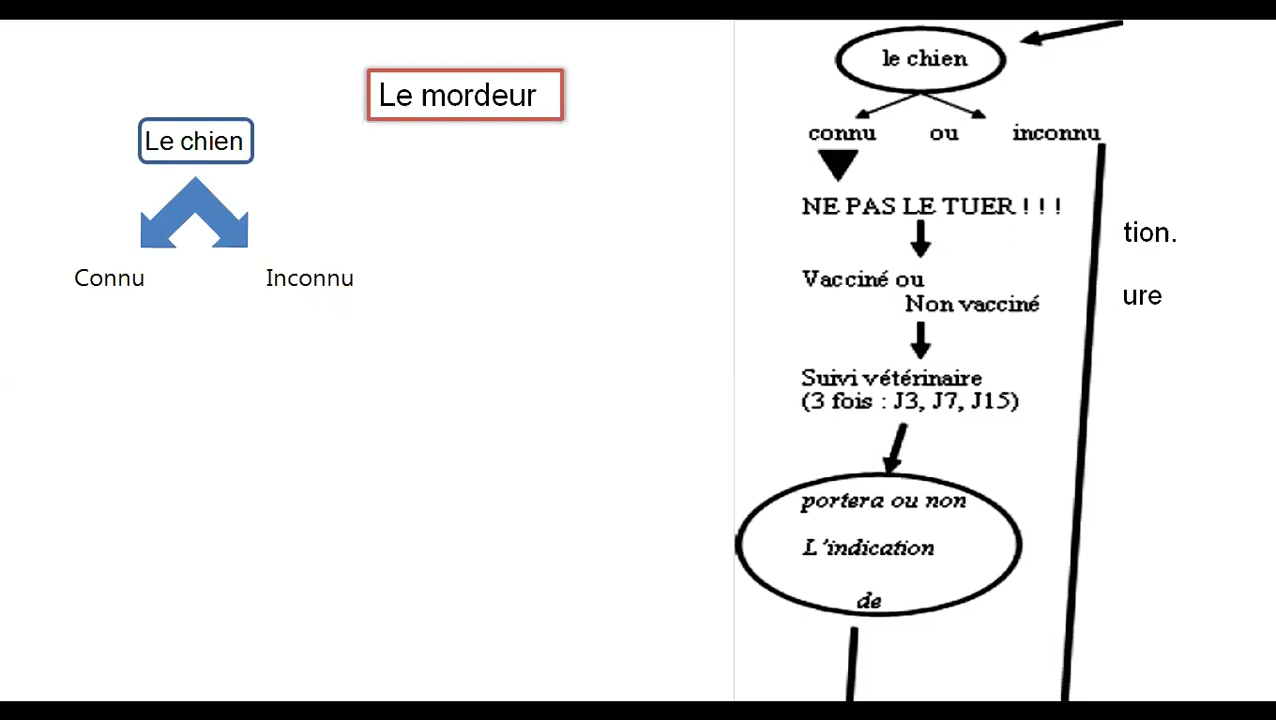 Le mordeur
Le chien
Connu
Inconnu
le chien
connu ou inconnu
NE PAS LE TUER ! ! !
Vacciné ou
Non vacciné
Suivi vétérinaire
(3 fois : J3, J7, J15)
portera ou non
L'indication
de
tion.
ure